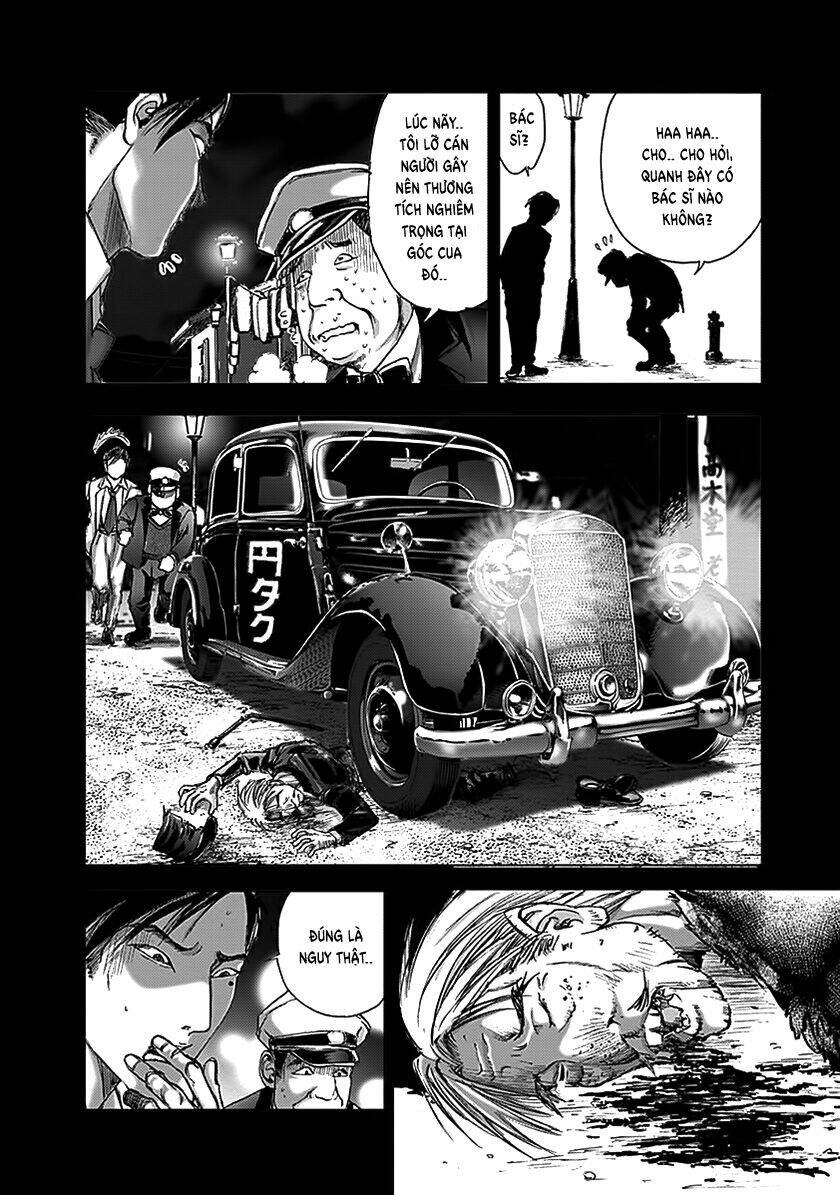 HAA HAA..
CHO.. CHO HỎI,
QUANH ĐÂY CÓ
BÁC SĨ NÀO
KHÔNG?
BÁC
SĨ?
LÚC NÃY..
TÔI LỠ CÁN
NGƯỜI GÂY
NÊN THƯƠNG
TÍCH NGHIÊM
TRỌNG TẠI
GÓC CUA
ĐÓ..
円タク
高木堂
ĐÚNG LÀ
NGUY THẬT..